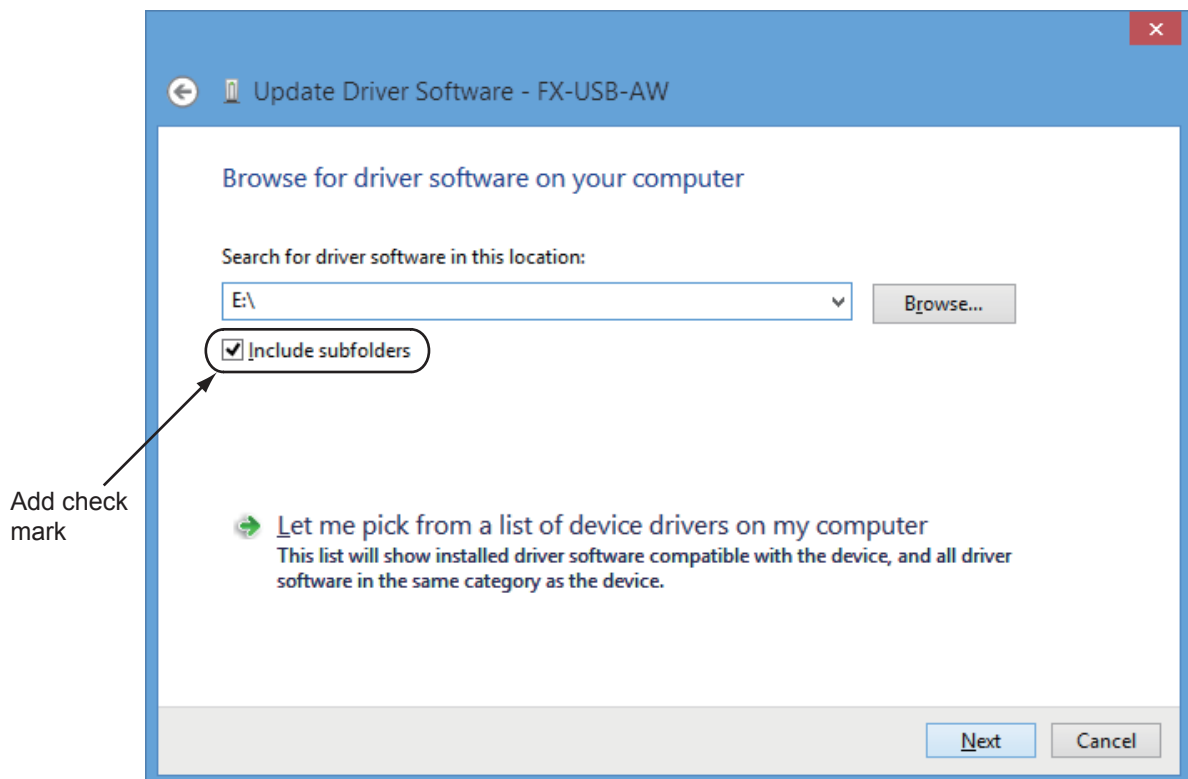 Update Driver Software - FX-USB-AW
Browse for driver software on your computer
Search for driver software in this location:
E:\
Browse...
Include subfolders
Add check
mark
Let me pick from a list of device drivers on my computer
This list will show installed driver software compatible with the device, and all driver
software in the same category as the device.
Next
Cancel